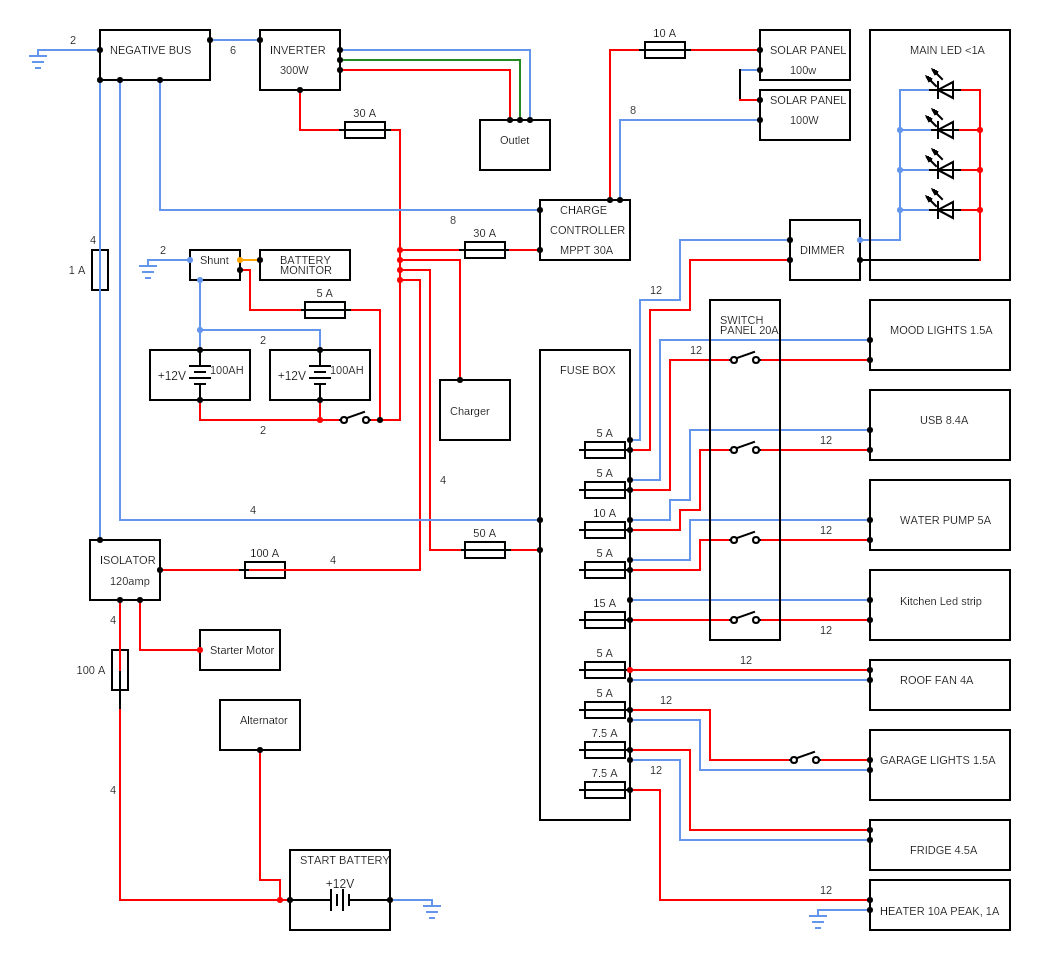 2
NEGATIVE BUS
6
INVERTER
300W
30 A
Outlet
10 A
SOLAR PANEL
100w
SOLAR PANEL
100W
8
MAIN LED <1A
CHARGE
CONTROLLER
MPPT 30A
8
30 A
DIMMER
4
1 A
2
Shunt
BATTERY
MONITOR
5 A
2
+12V
100AH
+12V
100AH
2
Charger
12
12
SWITCH
PANEL 20A
MOOD LIGHTS 1.5A
FUSE BOX
5 A
5 A
10 A
5 A
15 A
5 A
5 A
7.5 A
7.5 A
12
USB 8.4A
12
WATER PUMP 5A
12
Kitchen Led strip
12
ROOF FAN 4A
12
GARAGE LIGHTS 1.5A
12
FRIDGE 4.5A
12
HEATER 10A PEAK, 1A
4
4
50 A
ISOLATOR
120amp
100 A
4
4
100 A
Starter Motor
Alternator
4
START BATTERY
+12V